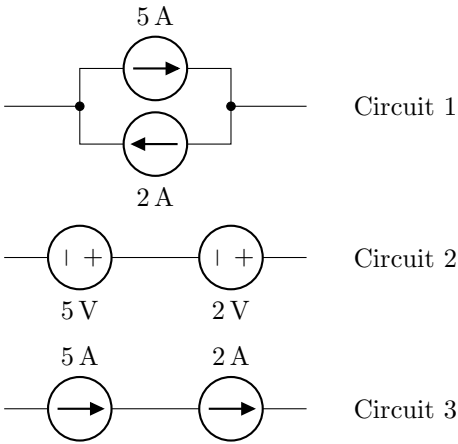 5 A
Circuit 1
2 A
Circuit 2
5 V 2 V
5 A 2 A
Circuit 3